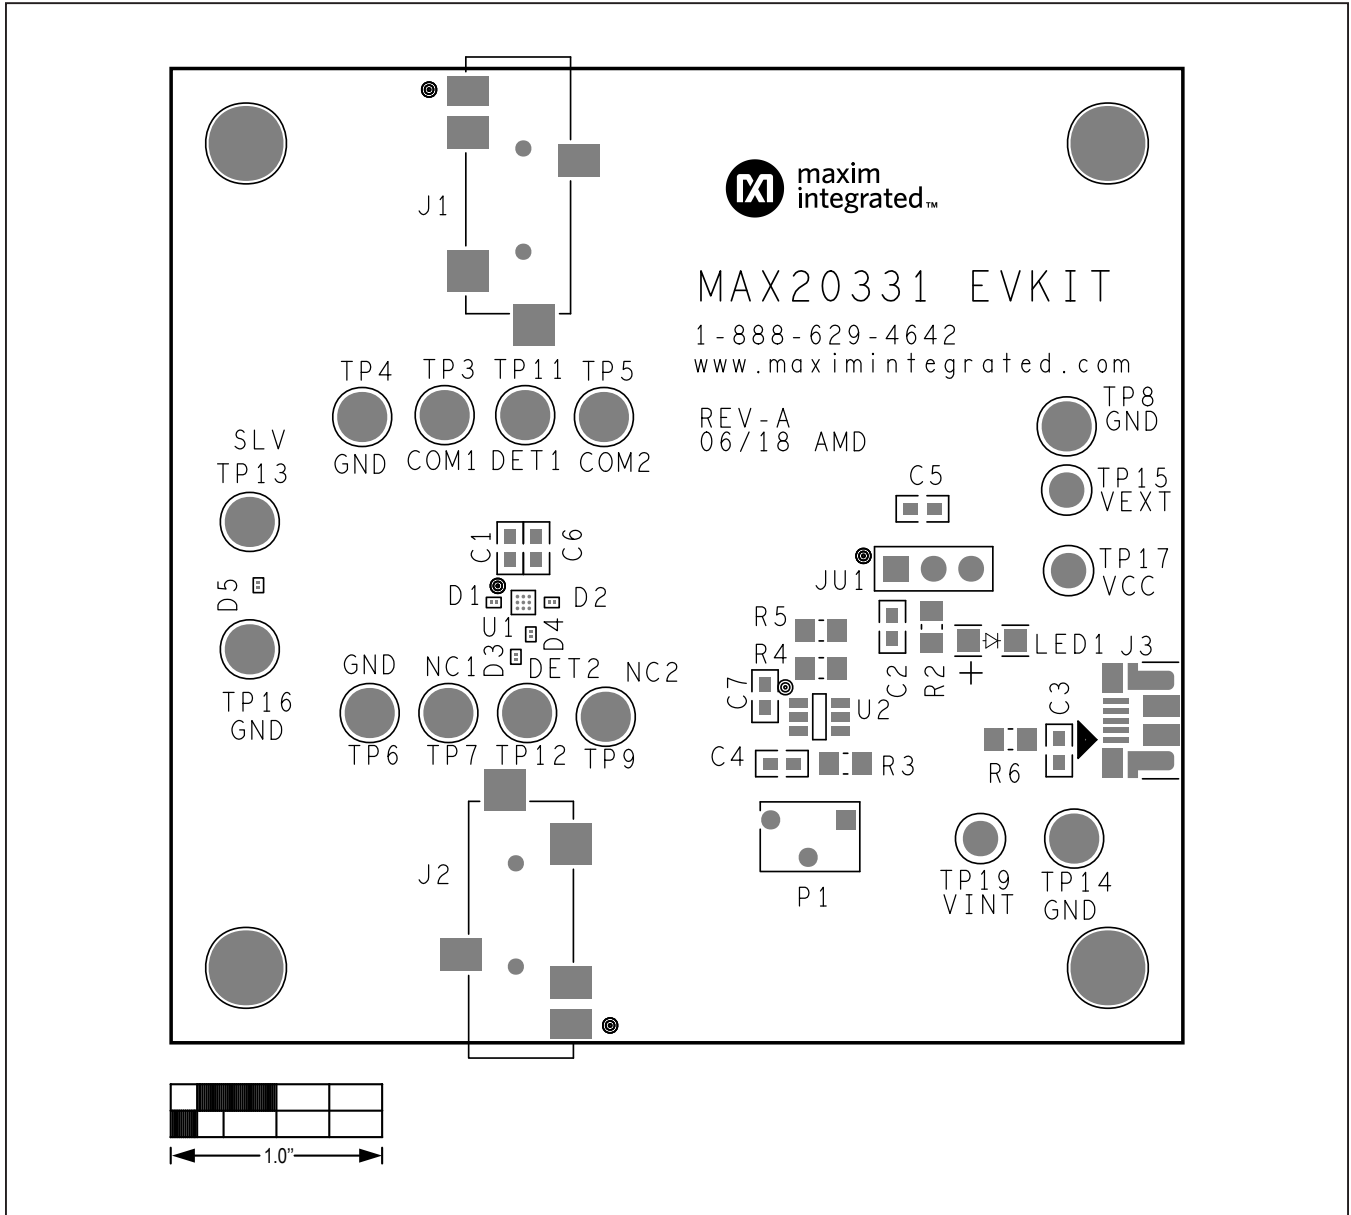 maxim
integrated™
J1
MAX20331 EVKIT
1-888-629-4642
www.maximintegrated.com
TP4 TP3 TP11 TP5
GND COM1 DET1 COM2
REV-A
06/18 AMD
TP8
GND
SLV
TP13
TP15
VEXT
C5
C1
C6
TP17
VCC
JU1
D5
D1
D2
U1
D4
D3
R5
R4
C2
R2
LED1
+
J3
GND NC1 DET2 NC2
TP6 TP7 TP12 TP9
TP16
GND
C7
U2
C3
C4
R3
R6
J2
P1
TP19
VINT
TP14
GND
1.0"